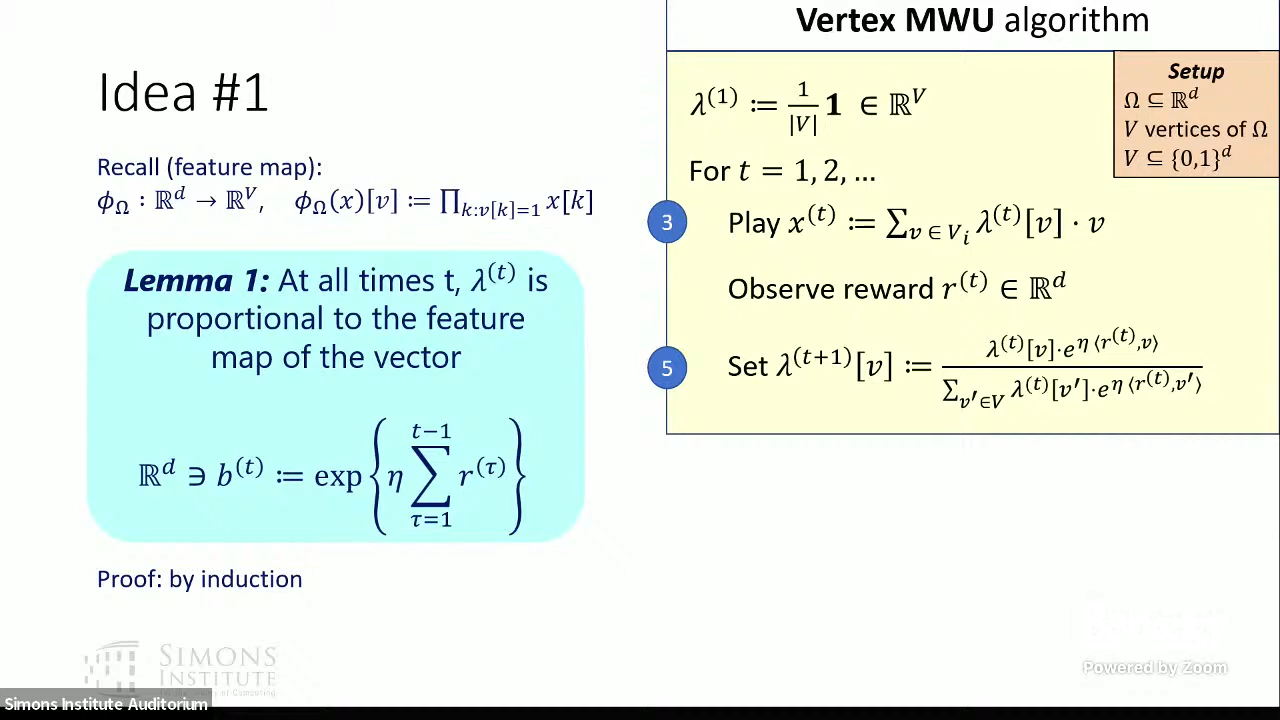 Vertex MWU algorithm
Idea #1
Recall (feature map):
ϕ_Ω : ℝ^d → ℝ^V, ϕ_Ω(x)[v] ≔ ∏_{k:v[k]=1} x[k]
Lemma 1: At all times t, λ^(t) is
proportional to the feature
map of the vector
ℝ^d ∋ b^(t) ≔ exp {η ∑_{τ=1}^{t−1} r^(τ)}
Proof: by induction
Setup
Ω ⊆ ℝ^d
V vertices of Ω
V ⊆ {0,1}^d
λ^(1) ≔ 1/|V| 𝟏 ∈ ℝ^V
For t = 1, 2, …
3 Play x^(t) ≔ ∑_{v ∈ V_i} λ^(t)[v] · v
Observe reward r^(t) ∈ ℝ^d
5 Set λ^(t+1)[v] ≔ λ^(t)[v]·e^{η ⟨r^(t),v⟩} / ∑_{v′∈V} λ^(t)[v′]·e^{η ⟨r^(t),v′⟩}
SIMONS
INSTITUTE
Powered by Zoom
Simons Institute Auditorium